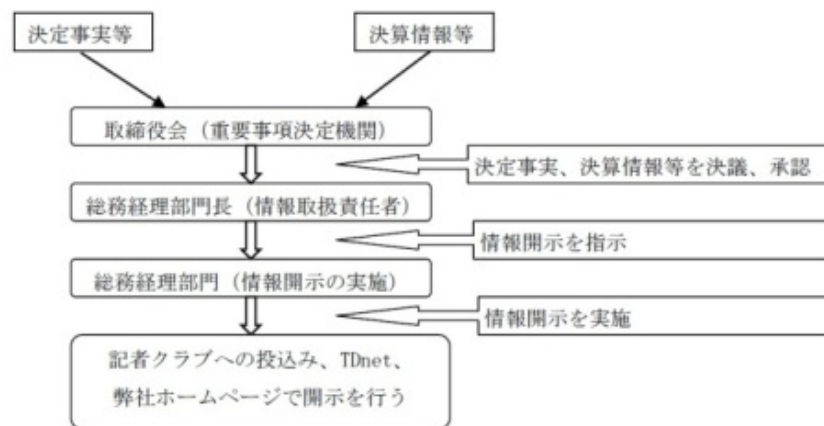 決定事実等
決算情報等
取締役会（重要事項決定機関）
決定事実、決算情報等を決議、承認
総務経理部門長（情報取扱責任者）
情報開示を指示
総務経理部門（情報開示の実施）
情報開示を実施
記者クラブへの投込み、TDnet、
弊社ホームページで開示を行う